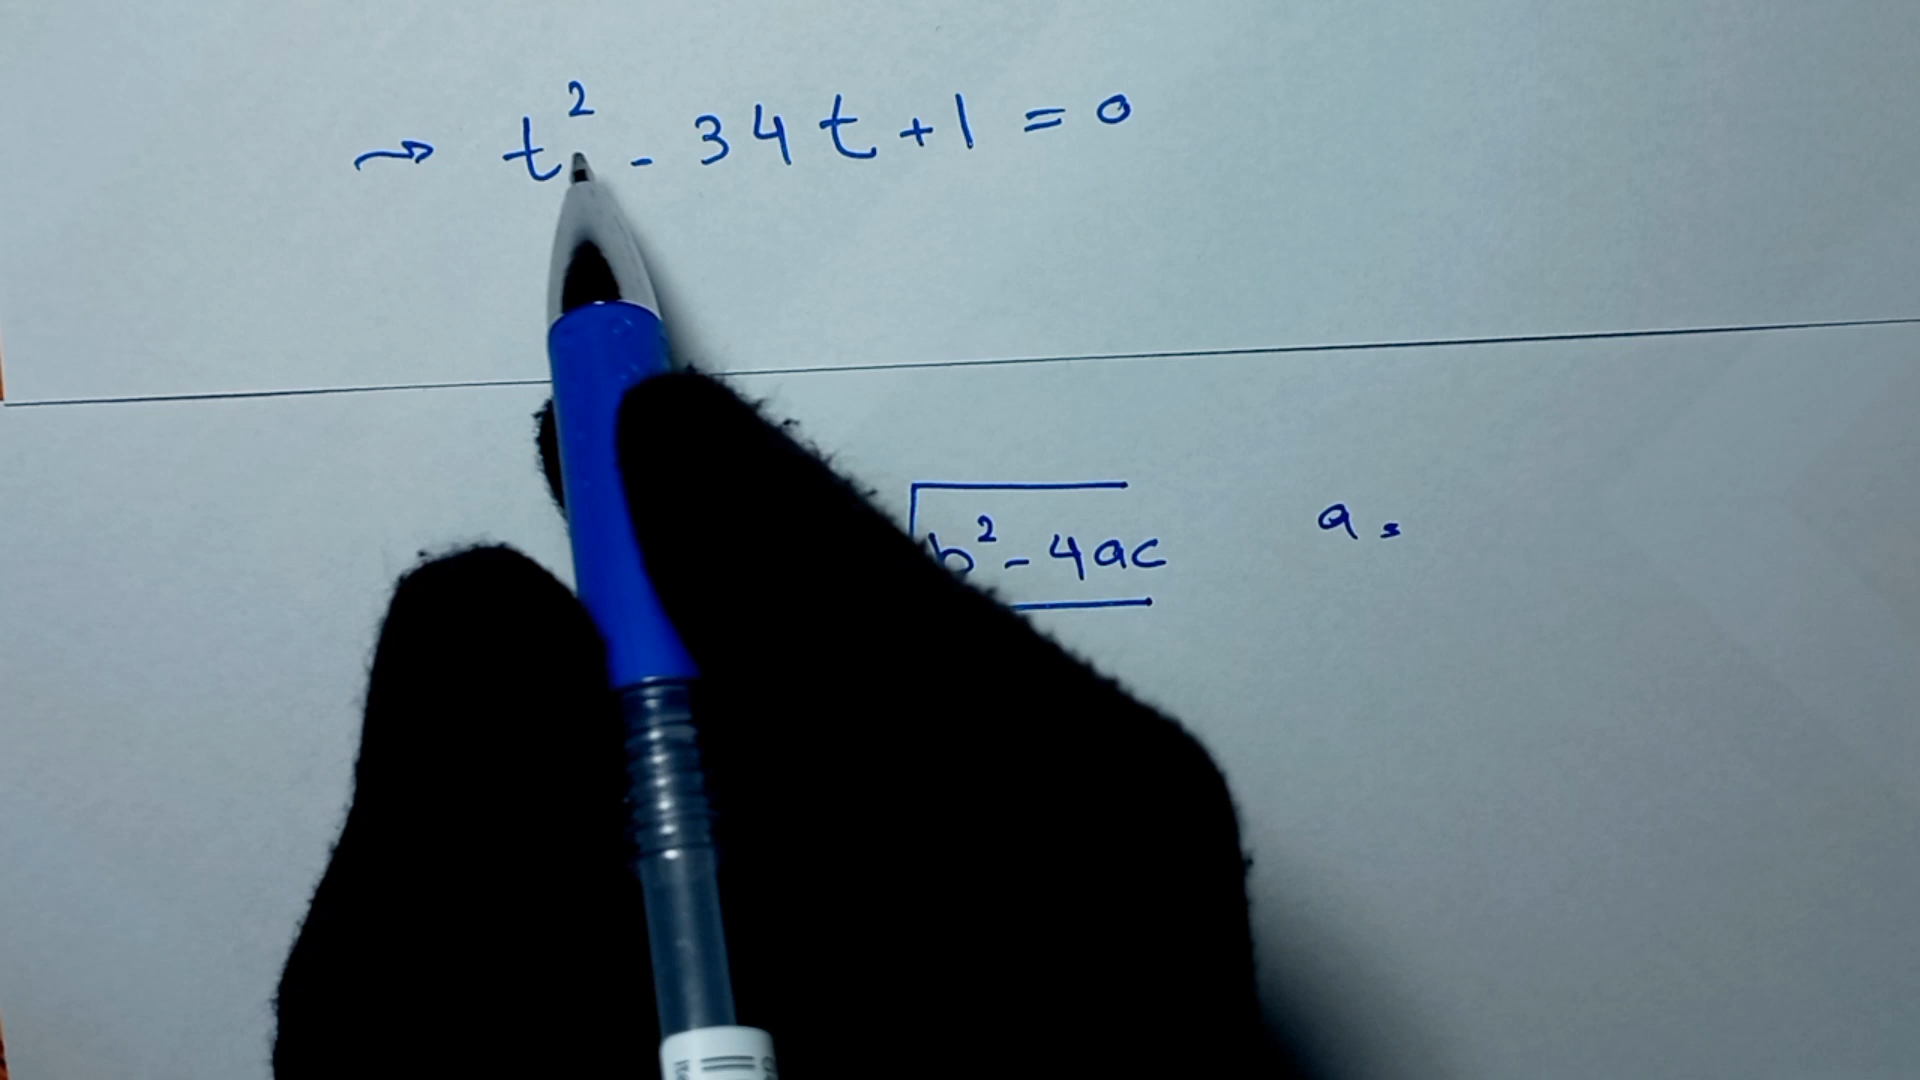 → t² - 34t + 1 = 0
√b² - 4ac
a =